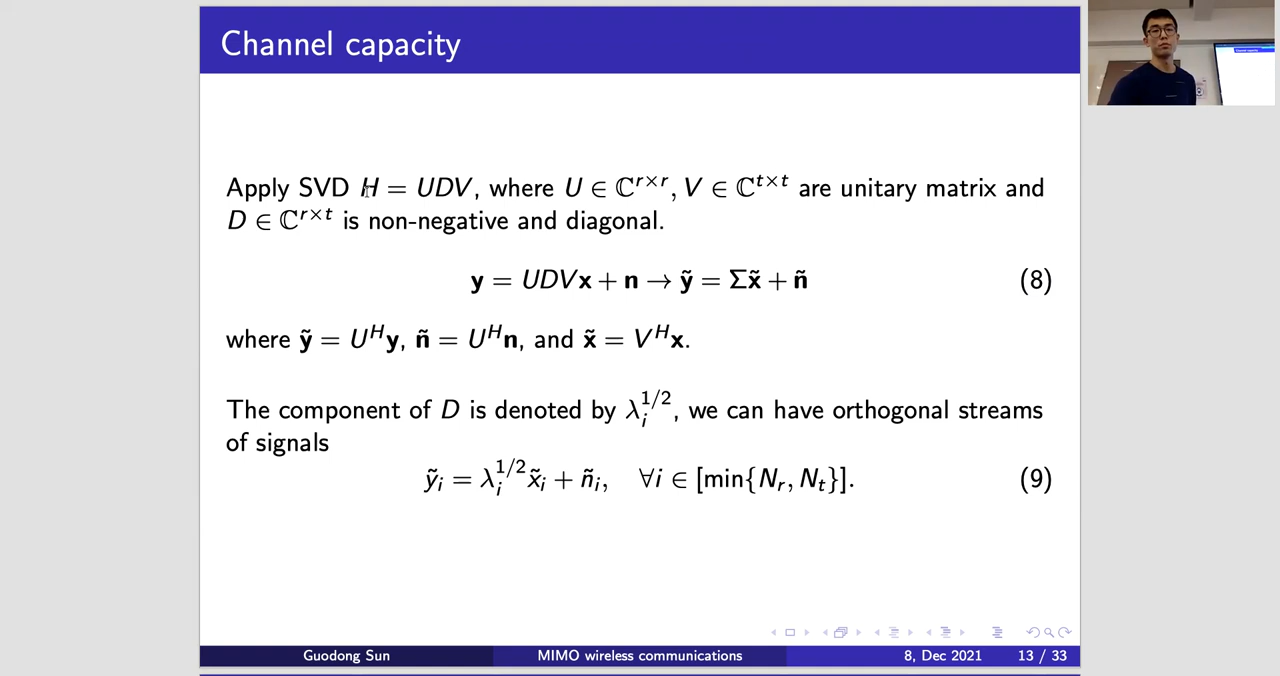 Channel capacity
Apply SVD H = UDV, where U ∈ ℂ^{r×r}, V ∈ ℂ^{t×t} are unitary matrix and
D ∈ ℂ^{r×t} is non-negative and diagonal.
y = UDVx + n → ỹ = Σx̃ + ñ (8)
where ỹ = U^H y, ñ = U^H n, and x̃ = V^H x.
The component of D is denoted by λ_i^{1/2}, we can have orthogonal streams
of signals
ỹ_i = λ_i^{1/2} x̃_i + ñ_i, ∀i ∈ [min{N_r, N_t}]. (9)
Guodong Sun MIMO wireless communications 8, Dec 2021 13 / 33
Channel capacity